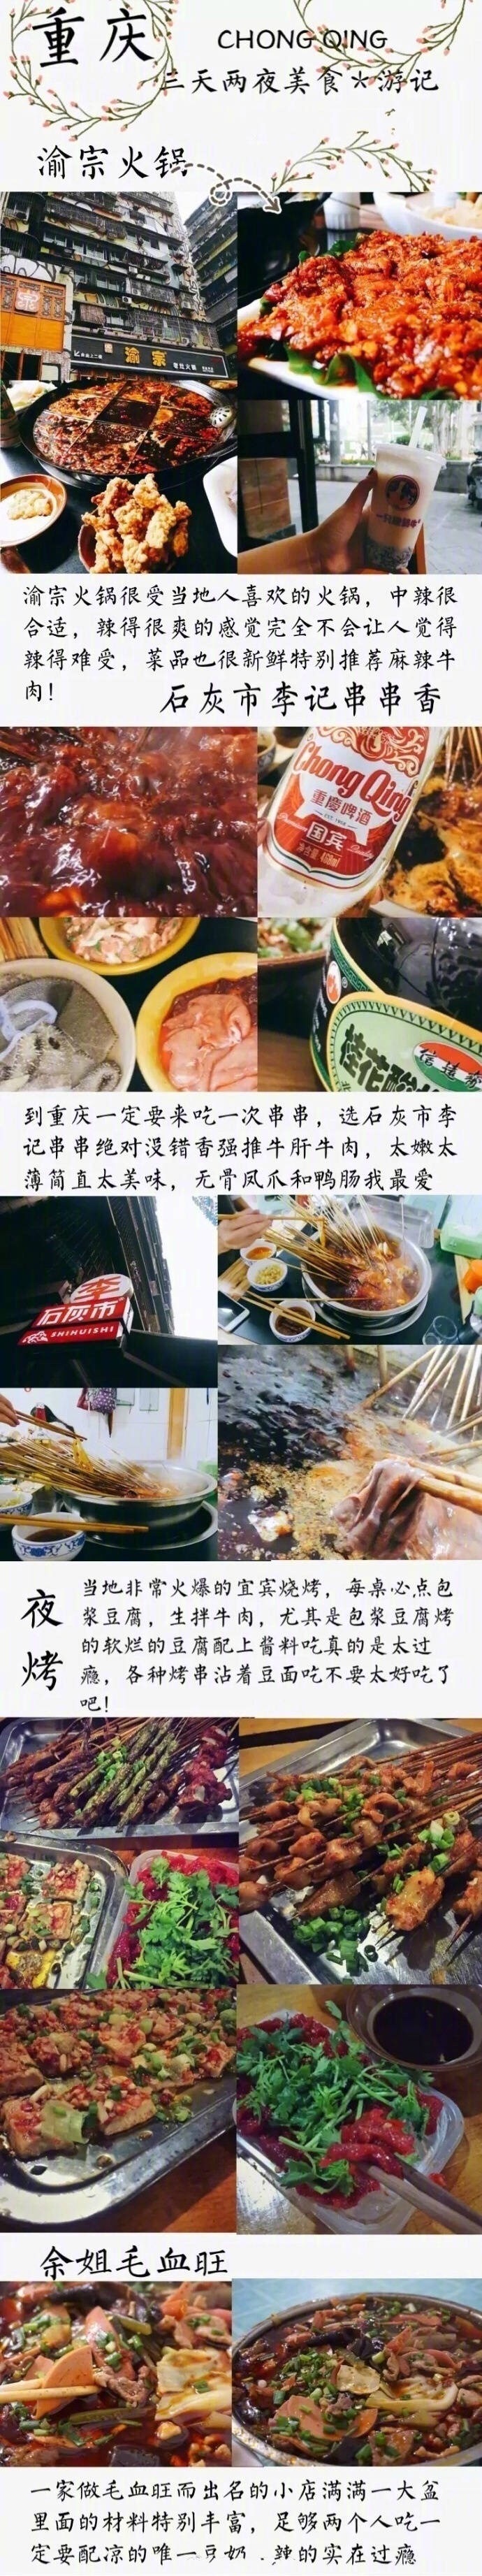 重庆
CHONG QING
三天两夜美食*游记
渝宗火锅
渝宗
老灶火锅
渝宗火锅很受当地人喜欢的火锅，中辣很
合适，辣得很爽的感觉完全不会让人觉得
辣得难受，菜品也很新鲜特别推荐麻辣牛
肉！
石灰市李记串串香
Chong Qing
重庆啤酒
国宾
桂花酸
信远斋
到重庆一定要来吃一次串串，选石灰市李
记串串绝对没错香强推牛肝牛肉，太嫩太
薄简直太美味，无骨凤爪和鸭肠我最爱
李
石灰市
SHIHUISHI
夜烤
当地非常火爆的宜宾烧烤，每桌必点包
浆豆腐，生拌牛肉，尤其是包浆豆腐烤
的软烂的豆腐配上酱料吃真的是太过
瘾，各种烤串沾着豆面吃不要太好吃了
吧！
余姐毛血旺
一家做毛血旺而出名的小店满满一大盆
里面的材料特别丰富，足够两个人吃一
定要配凉的唯一豆奶．辣的实在过瘾